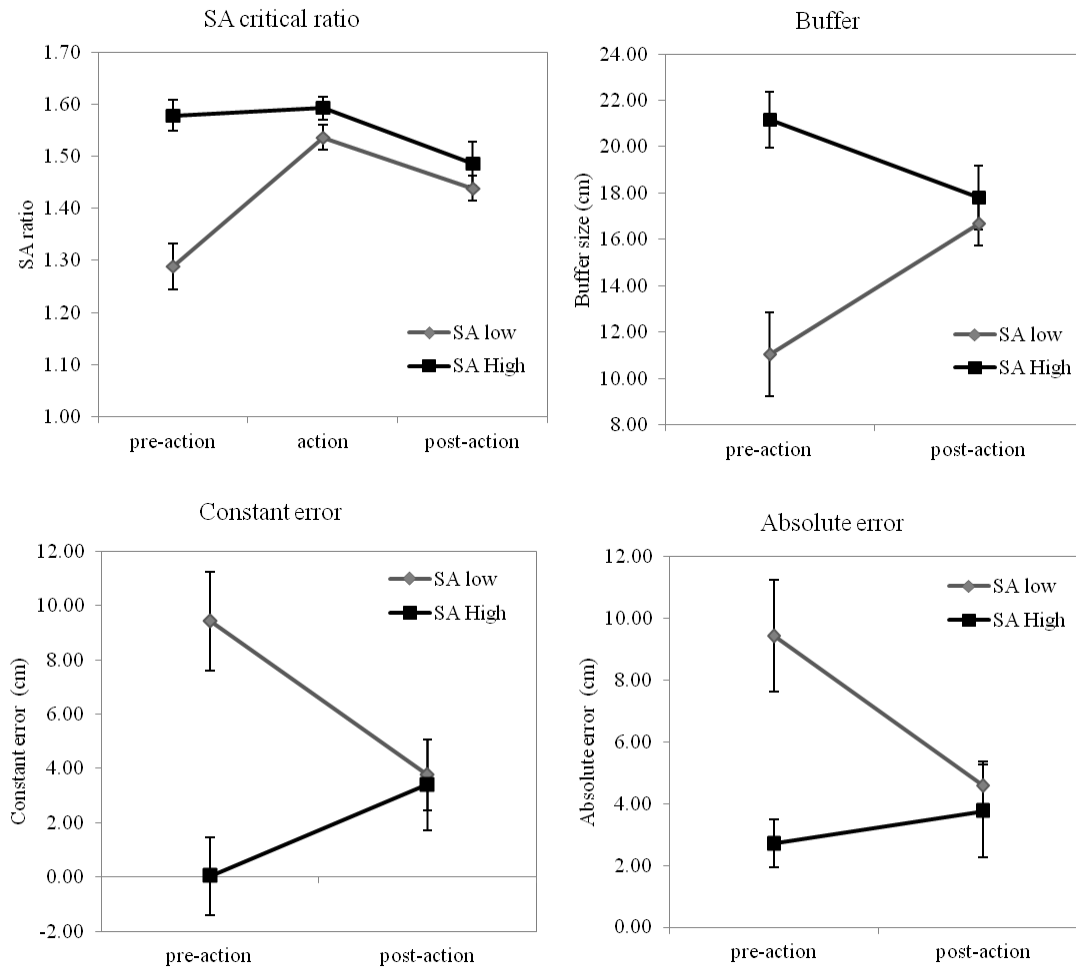 SA critical ratio
1.70
1.60
1.50
1.40
1.30
1.20
1.10
1.00
SA ratio
SA low
SA High
pre-action action post-action
Buffer
24.00
22.00
20.00
18.00
16.00
14.00
12.00
10.00
8.00
Buffer size (cm)
SA low
SA High
pre-action post-action
Constant error
12.00
10.00
8.00
6.00
4.00
2.00
0.00
-2.00
Constant error (cm)
SA low
SA High
pre-action post-action
Absolute error
12.00
10.00
8.00
6.00
4.00
2.00
0.00
Absolute error (cm)
SA low
SA High
pre-action post-action